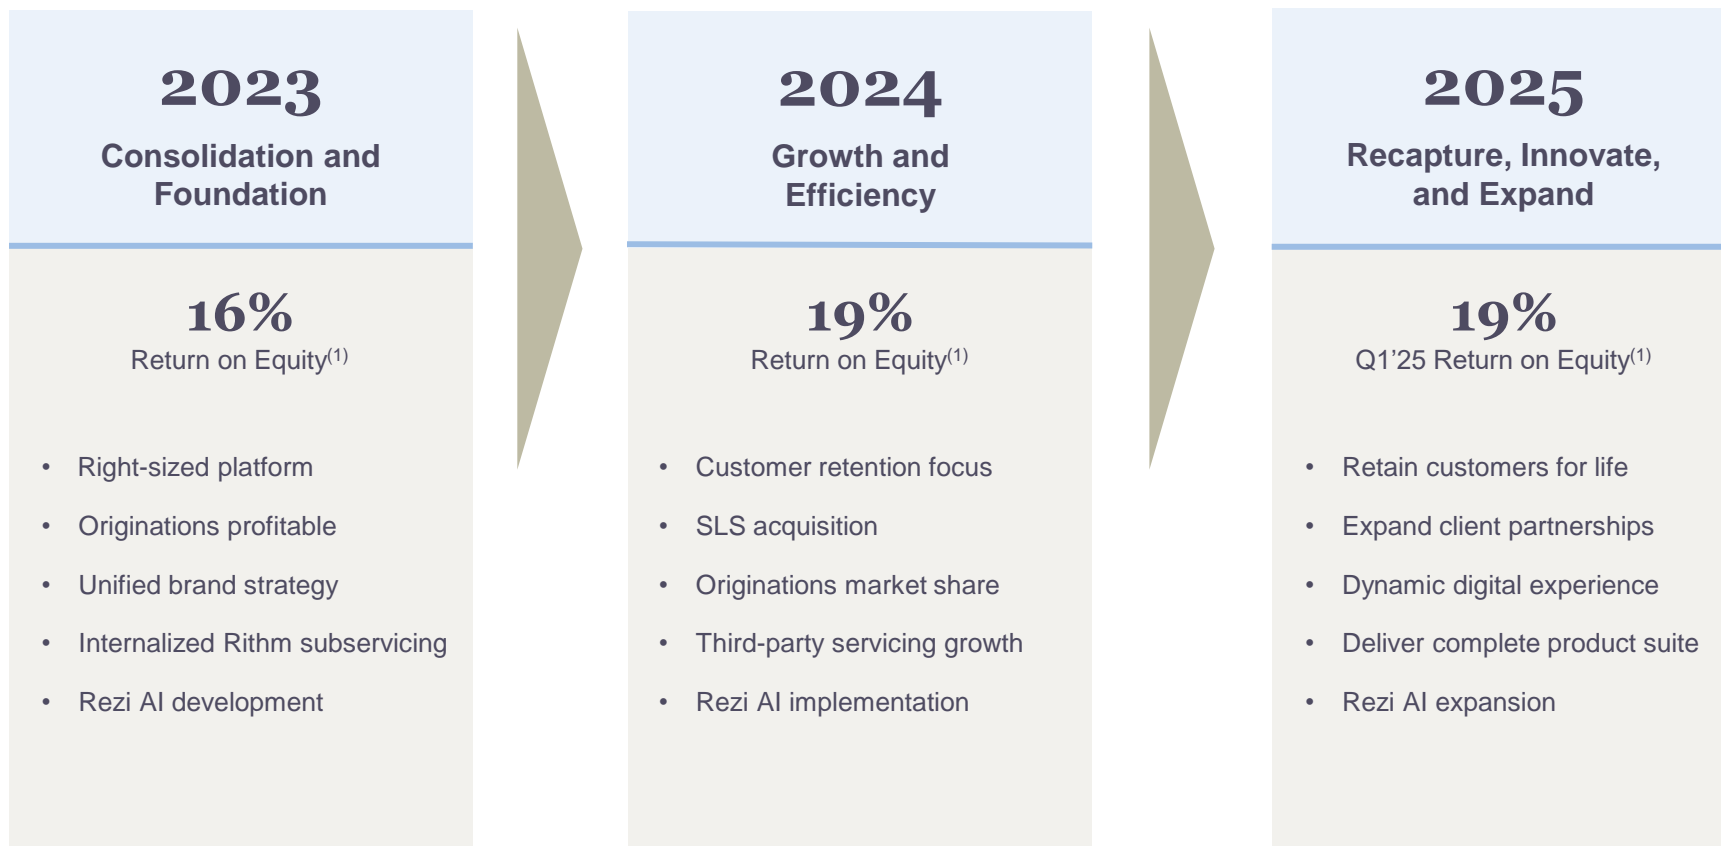 2023
Consolidation and
Foundation
16%
Return on Equity(1)
• Right-sized platform
• Originations profitable
• Unified brand strategy
• Internalized Rithm subservicing
• Rezi AI development
2024
Growth and
Efficiency
19%
Return on Equity(1)
• Customer retention focus
• SLS acquisition
• Originations market share
• Third-party servicing growth
• Rezi AI implementation
2025
Recapture, Innovate,
and Expand
19%
Q1’25 Return on Equity(1)
• Retain customers for life
• Expand client partnerships
• Dynamic digital experience
• Deliver complete product suite
• Rezi AI expansion